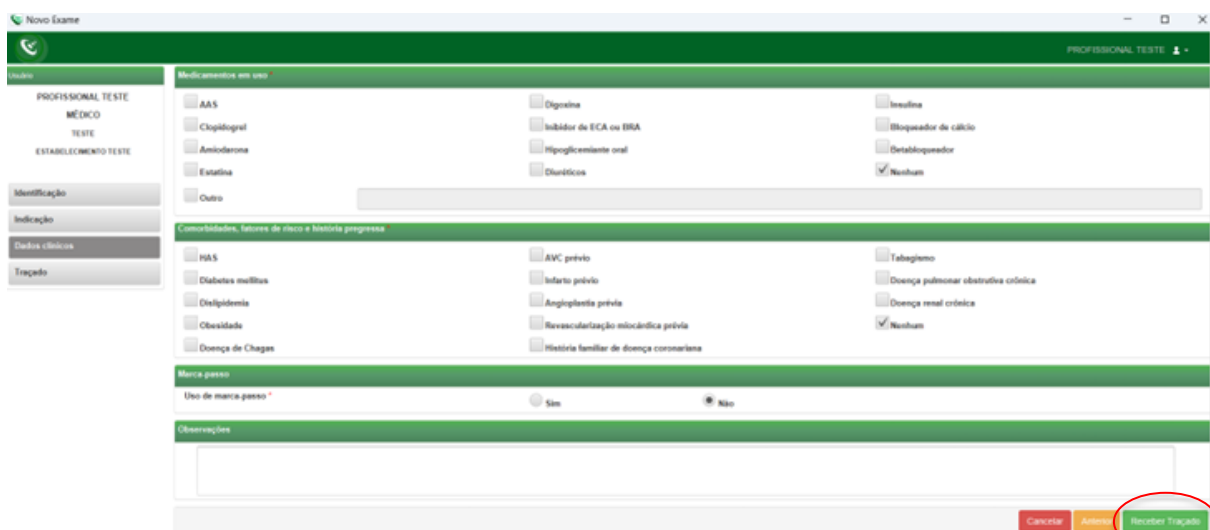 Novo Exame
PROFISSIONAL TESTE
Usuário
PROFISSIONAL TESTE
MÉDICO
TESTE
ESTABELECIMENTO TESTE
Identificação
Indicação
Dados clínicos
Traçado
Medicamentos em uso *
AAS Digoxina Insulina
Clopidogrel Inibidor de ECA ou BRA Bloqueador de cálcio
Amiodarona Hipoglicemiante oral Betabloqueador
Estatina Diuréticos Nenhum
Outro
Comorbidades, fatores de risco e história pregressa *
HAS AVC prévio Tabagismo
Diabetes mellitus Infarto prévio Doença pulmonar obstrutiva crônica
Dislipidemia Angioplastia prévia Doença renal crônica
Obesidade Revascularização miocárdica prévia Nenhum
Doença de Chagas História familiar de doença coronariana
Marca-passo
Uso de marca-passo * Sim Não
Observações
Cancelar Anterior Receber Traçado